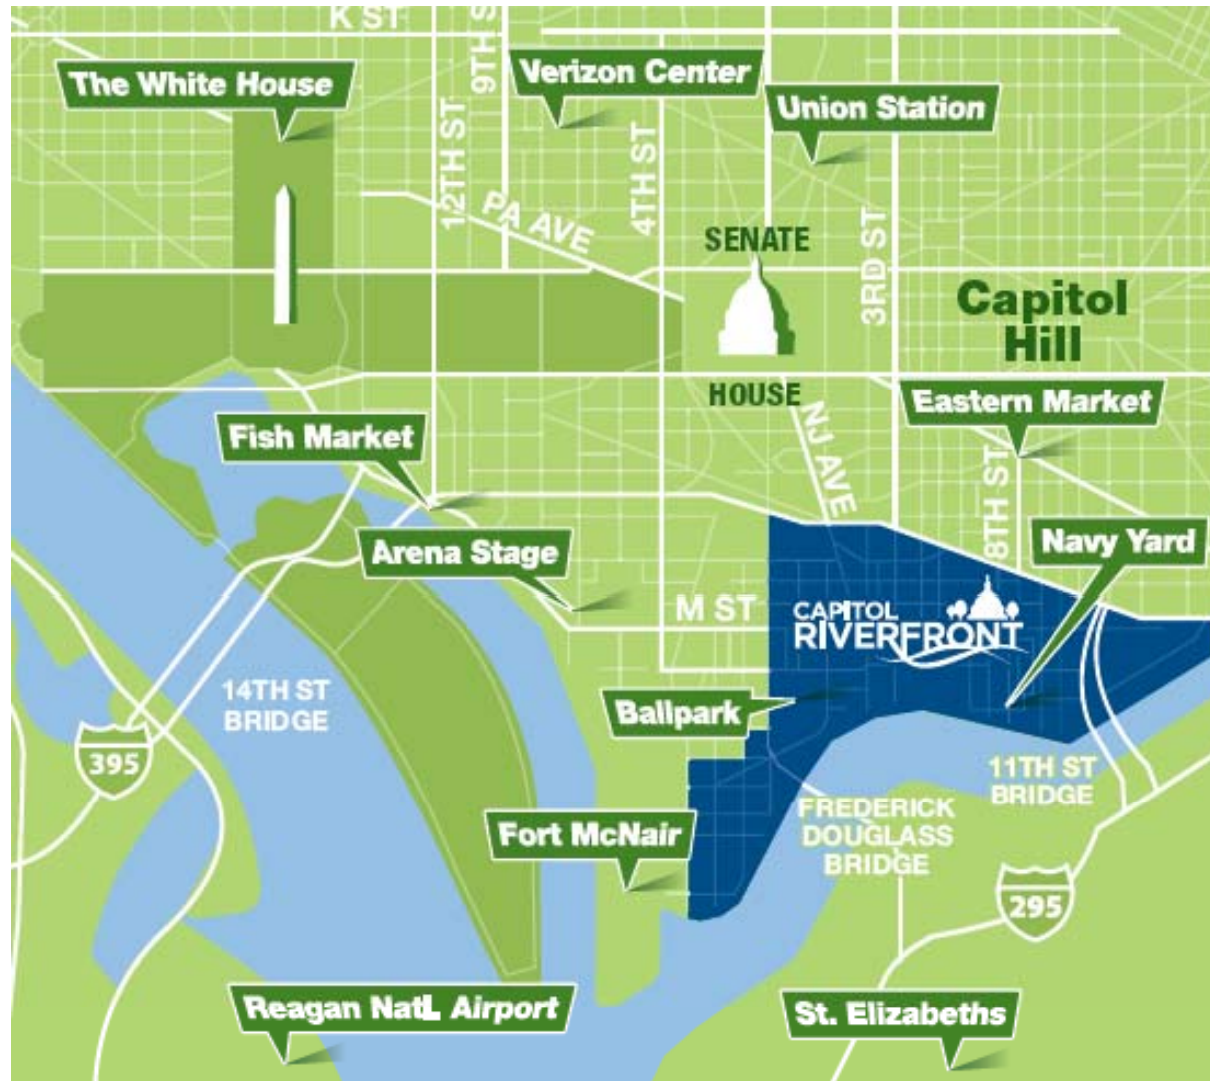 K ST
9TH S
The White House
Verizon Center
Union Station
12TH ST
4TH ST
PA AVE
SENATE
3RD ST
Capitol
Hill
HOUSE
Eastern Market
NJ AVE
Fish Market
8TH ST
Navy Yard
Arena Stage
M ST
CAPITOL
RIVERFRONT
14TH ST
BRIDGE
Ballpark
395
11TH ST
BRIDGE
FREDERICK
DOUGLASS
BRIDGE
Fort McNair
295
Reagan Nat'L Airport
St. Elizabeths